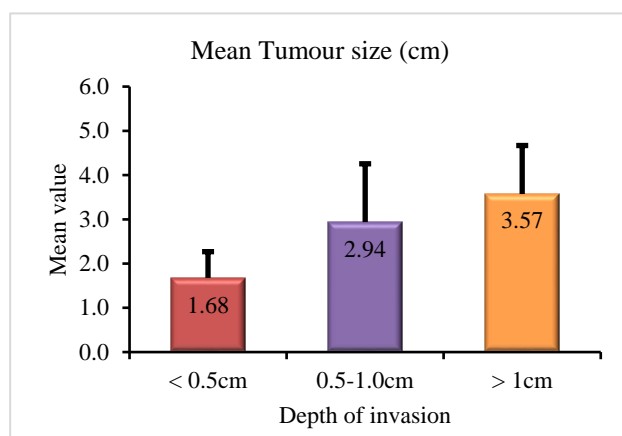 Mean Tumour size (cm)
6.0
5.0
4.0
3.0
2.0
1.0
0.0
Mean value
1.68
2.94
3.57
< 0.5cm
0.5-1.0cm
> 1cm
Depth of invasion